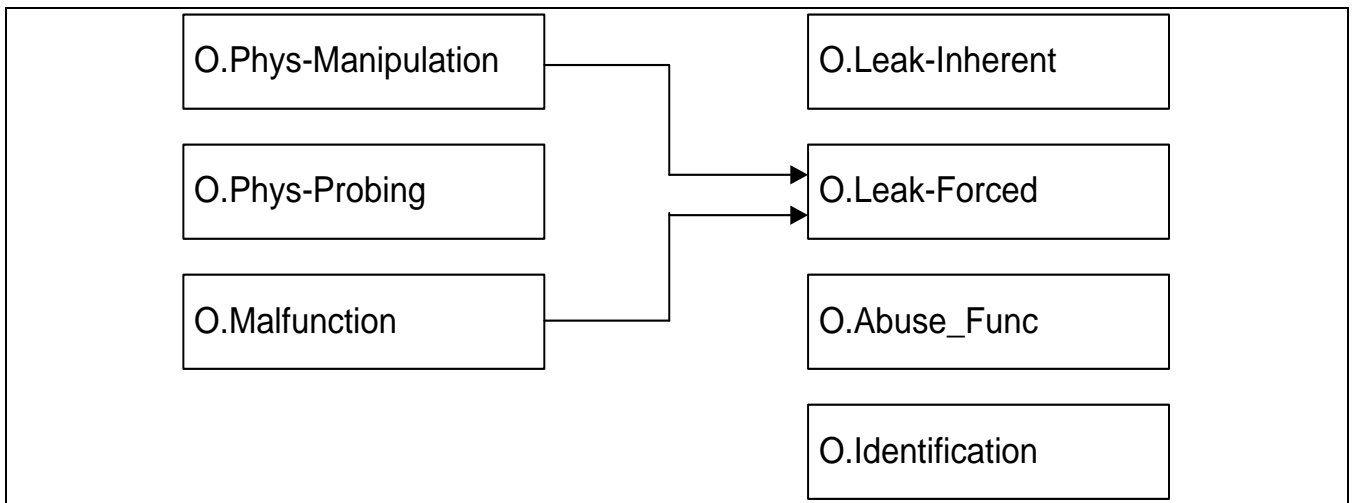 O.Phys-Manipulation
O.Leak-Inherent
O.Phys-Probing
O.Leak-Forced
O.Malfunction
O.Abuse_Func
O.Identification